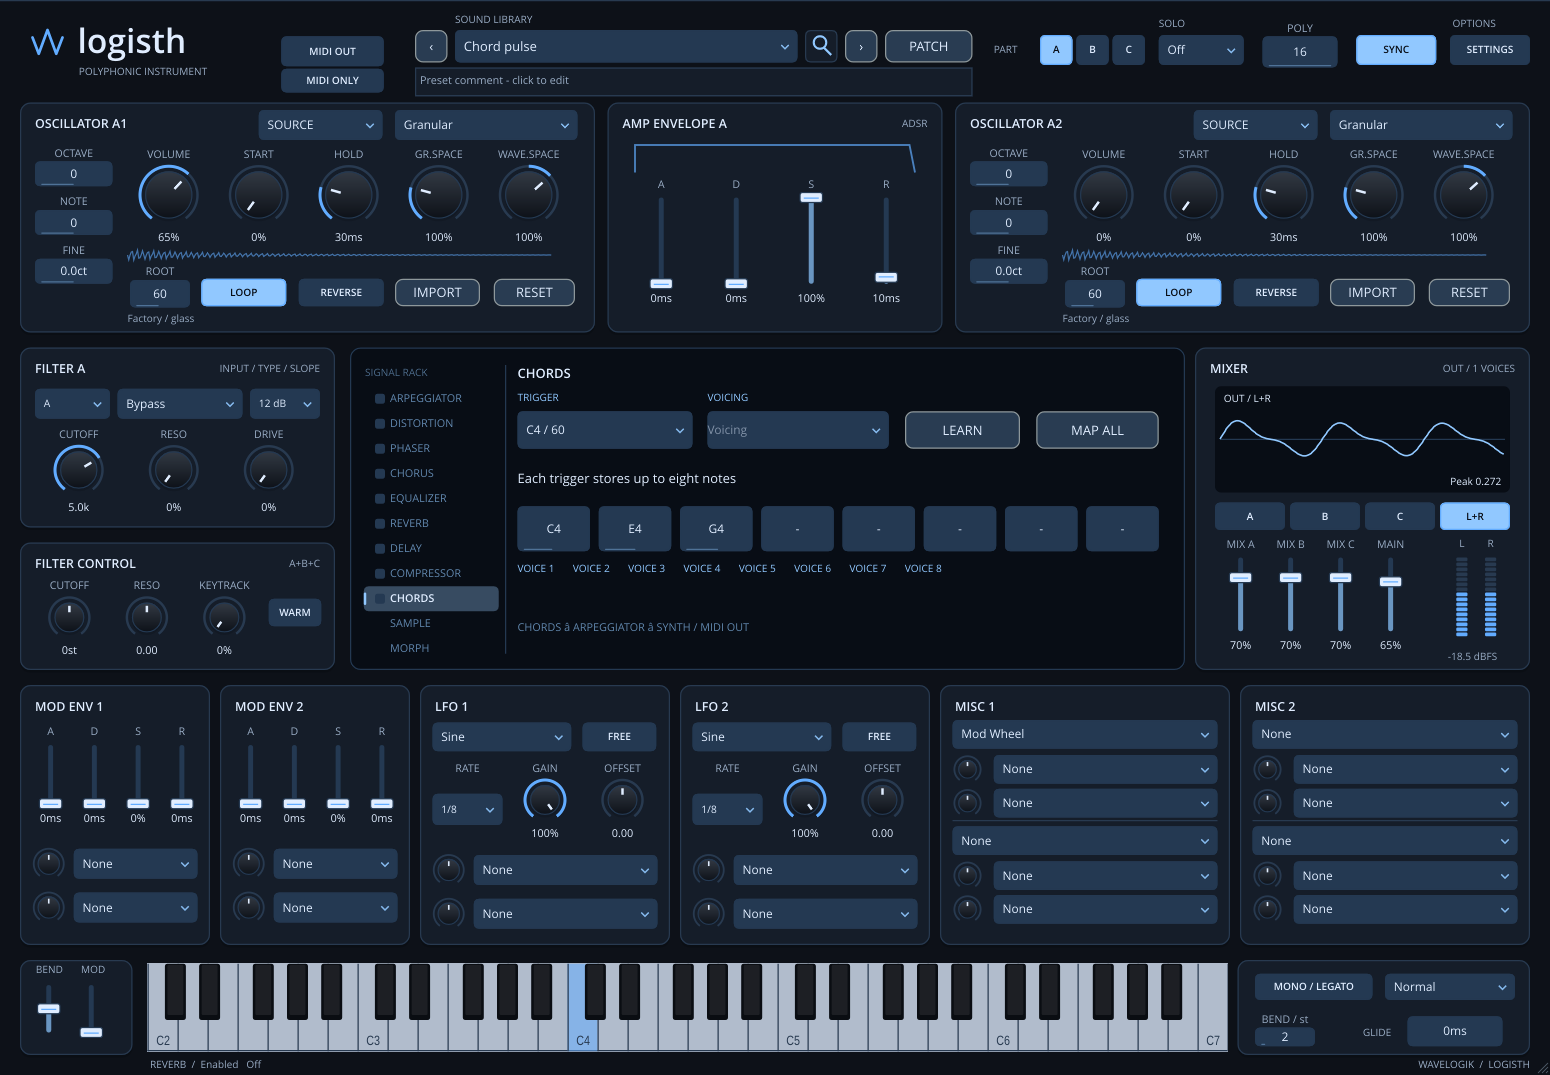 logisth
POLYPHONIC INSTRUMENT
MIDI OUT
MIDI ONLY
SOUND LIBRARY
‹
Chord pulse
›
PATCH
Preset comment - click to edit
PART
A
B
C
SOLO
Off
POLY
16
SYNC
OPTIONS
SETTINGS
OSCILLATOR A1
SOURCE
Granular
OCTAVE
0
NOTE
0
FINE
0.0ct
VOLUME
START
HOLD
GR.SPACE
WAVE.SPACE
65%
0%
30ms
100%
100%
ROOT
60
LOOP
REVERSE
IMPORT
RESET
Factory / glass
AMP ENVELOPE A
ADSR
A
D
S
R
0ms
0ms
100%
10ms
OSCILLATOR A2
SOURCE
Granular
OCTAVE
0
NOTE
0
FINE
0.0ct
VOLUME
START
HOLD
GR.SPACE
WAVE.SPACE
0%
0%
30ms
100%
100%
ROOT
60
LOOP
REVERSE
IMPORT
RESET
Factory / glass
FILTER A
INPUT / TYPE / SLOPE
A
Bypass
12 dB
CUTOFF
RESO
DRIVE
5.0k
0%
0%
FILTER CONTROL
A+B+C
CUTOFF
RESO
KEYTRACK
WARM
0st
0.00
0%
SIGNAL RACK
ARPEGGIATOR
DISTORTION
PHASER
CHORUS
EQUALIZER
REVERB
DELAY
COMPRESSOR
CHORDS
SAMPLE
MORPH
CHORDS
TRIGGER
VOICING
C4 / 60
Voicing
LEARN
MAP ALL
Each trigger stores up to eight notes
C4
E4
G4
-
-
-
-
-
VOICE 1
VOICE 2
VOICE 3
VOICE 4
VOICE 5
VOICE 6
VOICE 7
VOICE 8
CHORDS â ARPEGGIATOR â SYNTH / MIDI OUT
MIXER
OUT / 1 VOICES
OUT / L+R
Peak 0.272
A
B
C
L+R
MIX A
MIX B
MIX C
MAIN
L
R
70%
70%
70%
65%
-18.5 dBFS
MOD ENV 1
A
D
S
R
0ms
0ms
0%
0ms
None
None
MOD ENV 2
A
D
S
R
0ms
0ms
0%
0ms
None
None
LFO 1
Sine
FREE
RATE
GAIN
OFFSET
1/8
100%
0.00
None
None
LFO 2
Sine
FREE
RATE
GAIN
OFFSET
1/8
100%
0.00
None
None
MISC 1
Mod Wheel
None
None
None
None
None
MISC 2
None
None
None
None
None
None
BEND
MOD
C2
C3
C4
C5
C6
C7
MONO / LEGATO
Normal
BEND / st
2
GLIDE
0ms
REVERB / Enabled Off
WAVELOGIK / LOGISTH